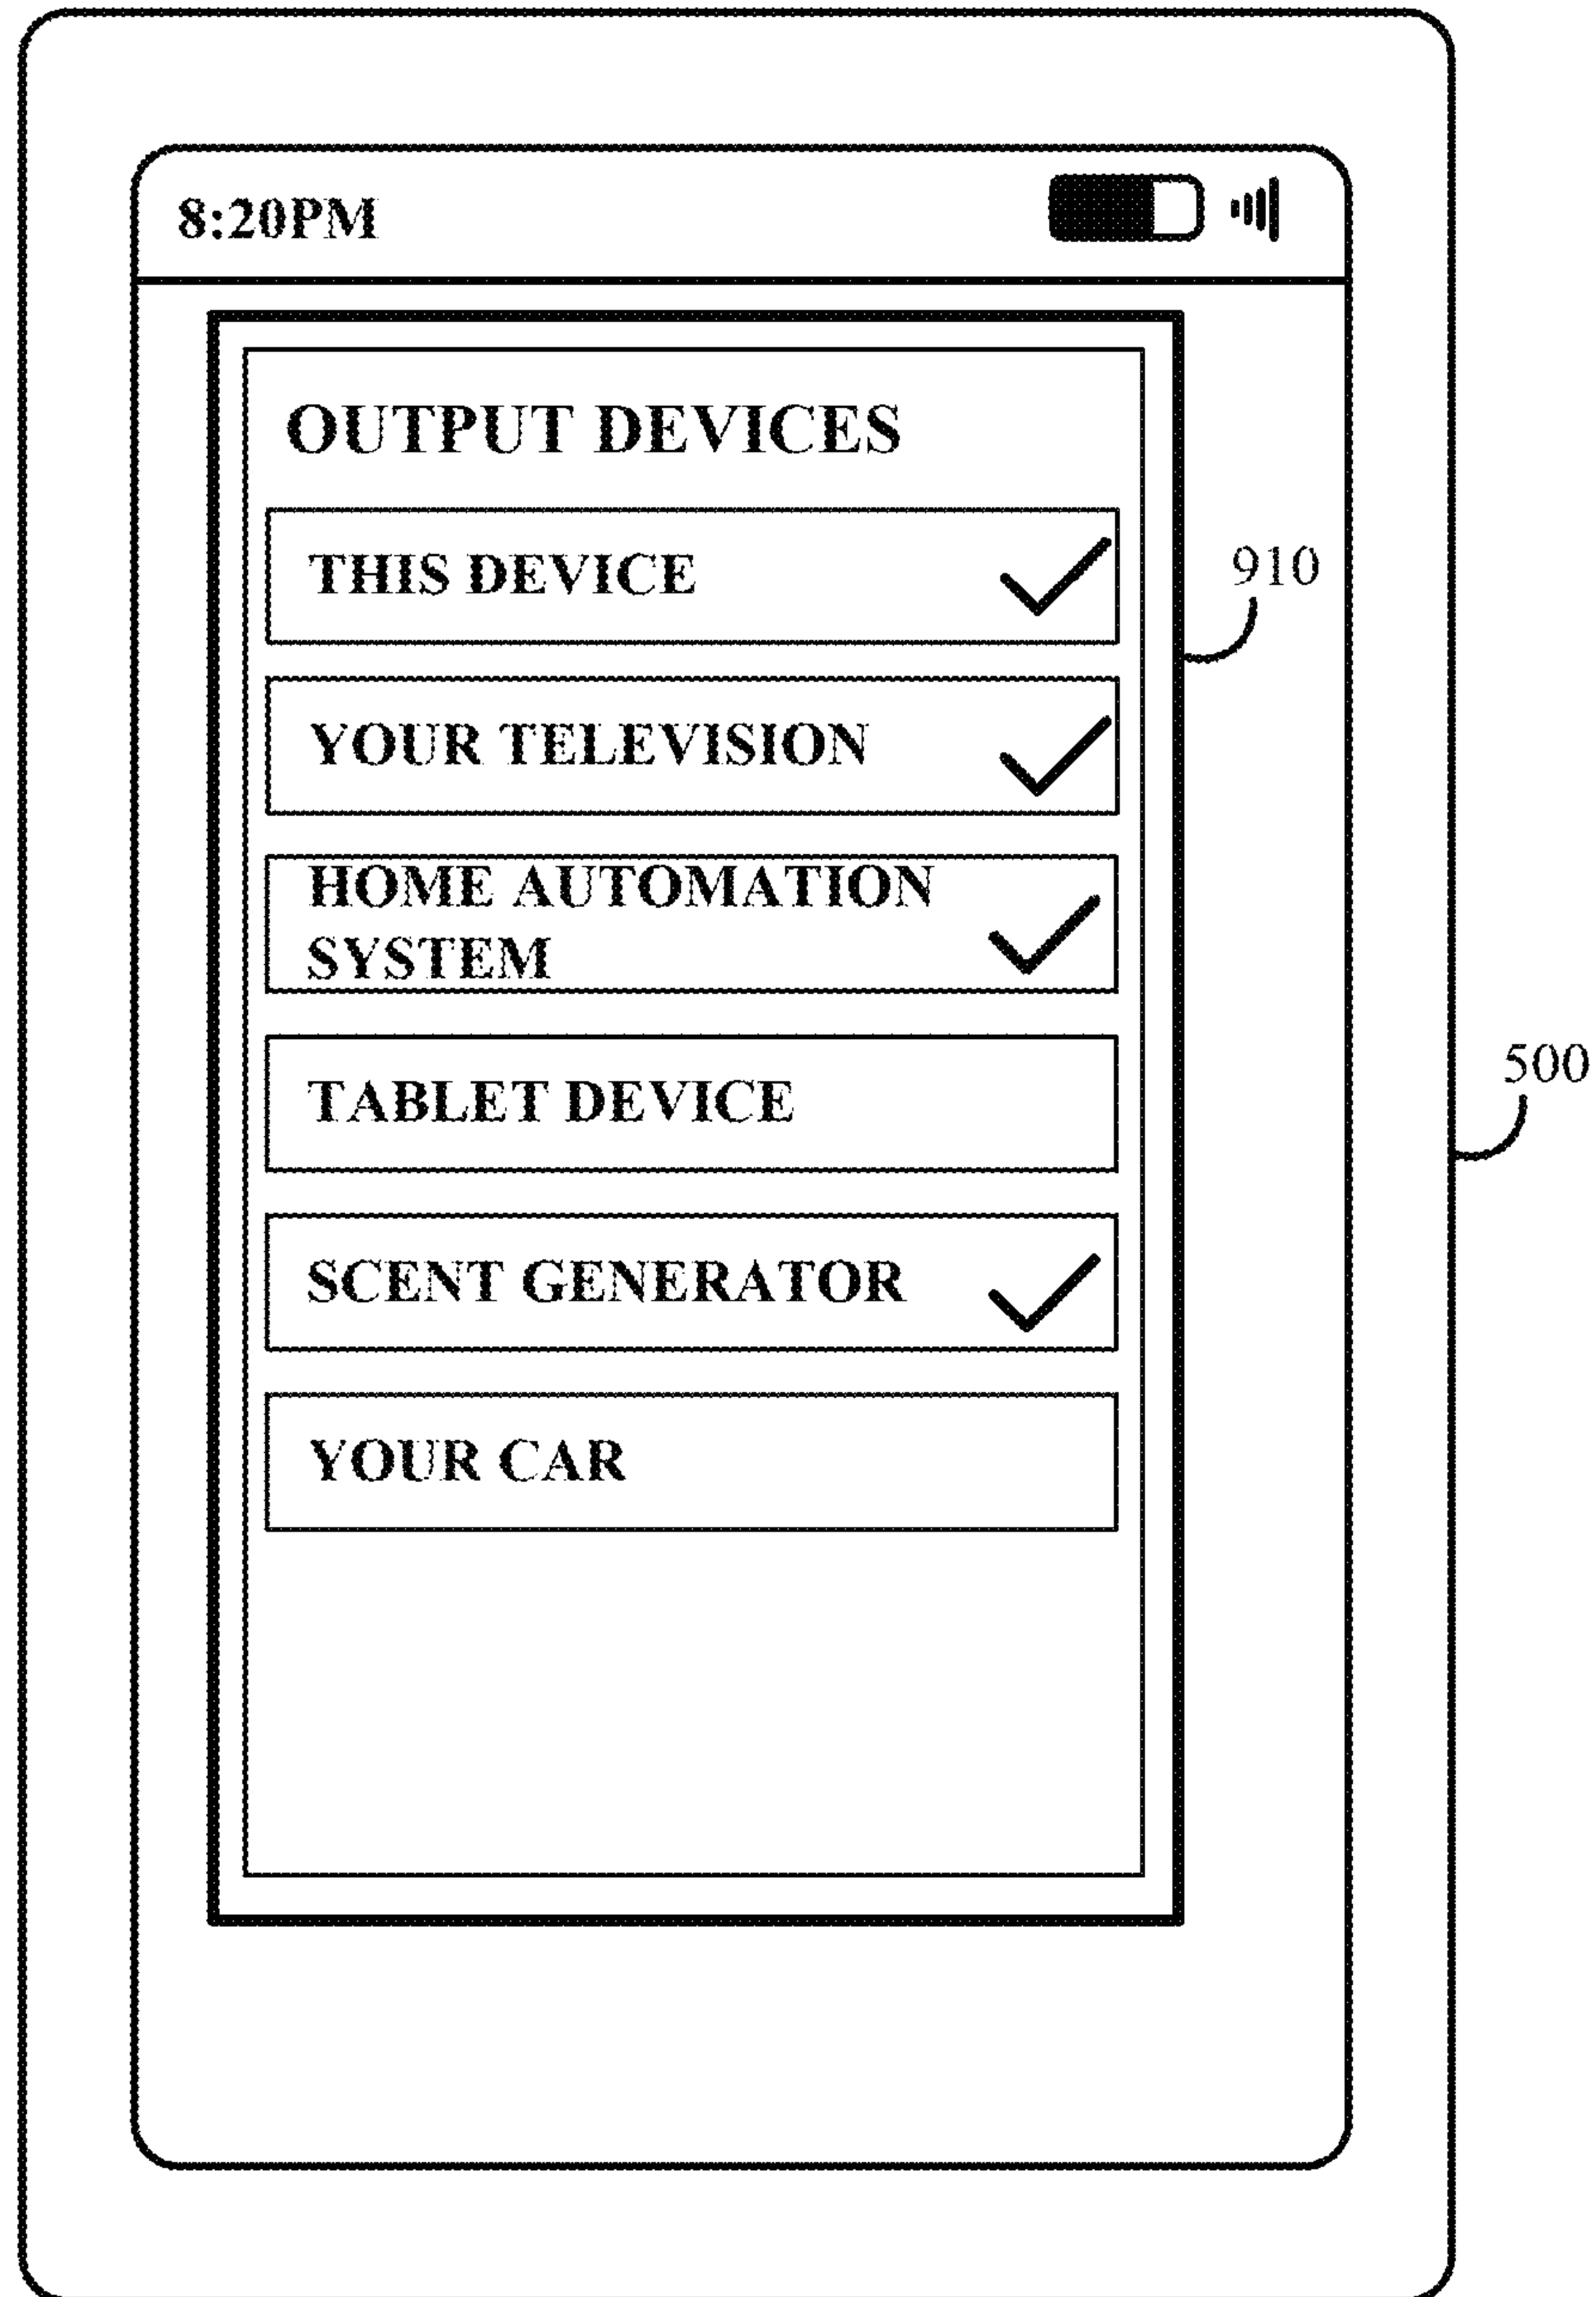 8:20PM
OUTPUT DEVICES
THIS DEVICE
910
YOUR TELEVISION
HOME AUTOMATION
SYSTEM
500
TABLET DEVICE
SCENT GENERATOR
YOUR CAR